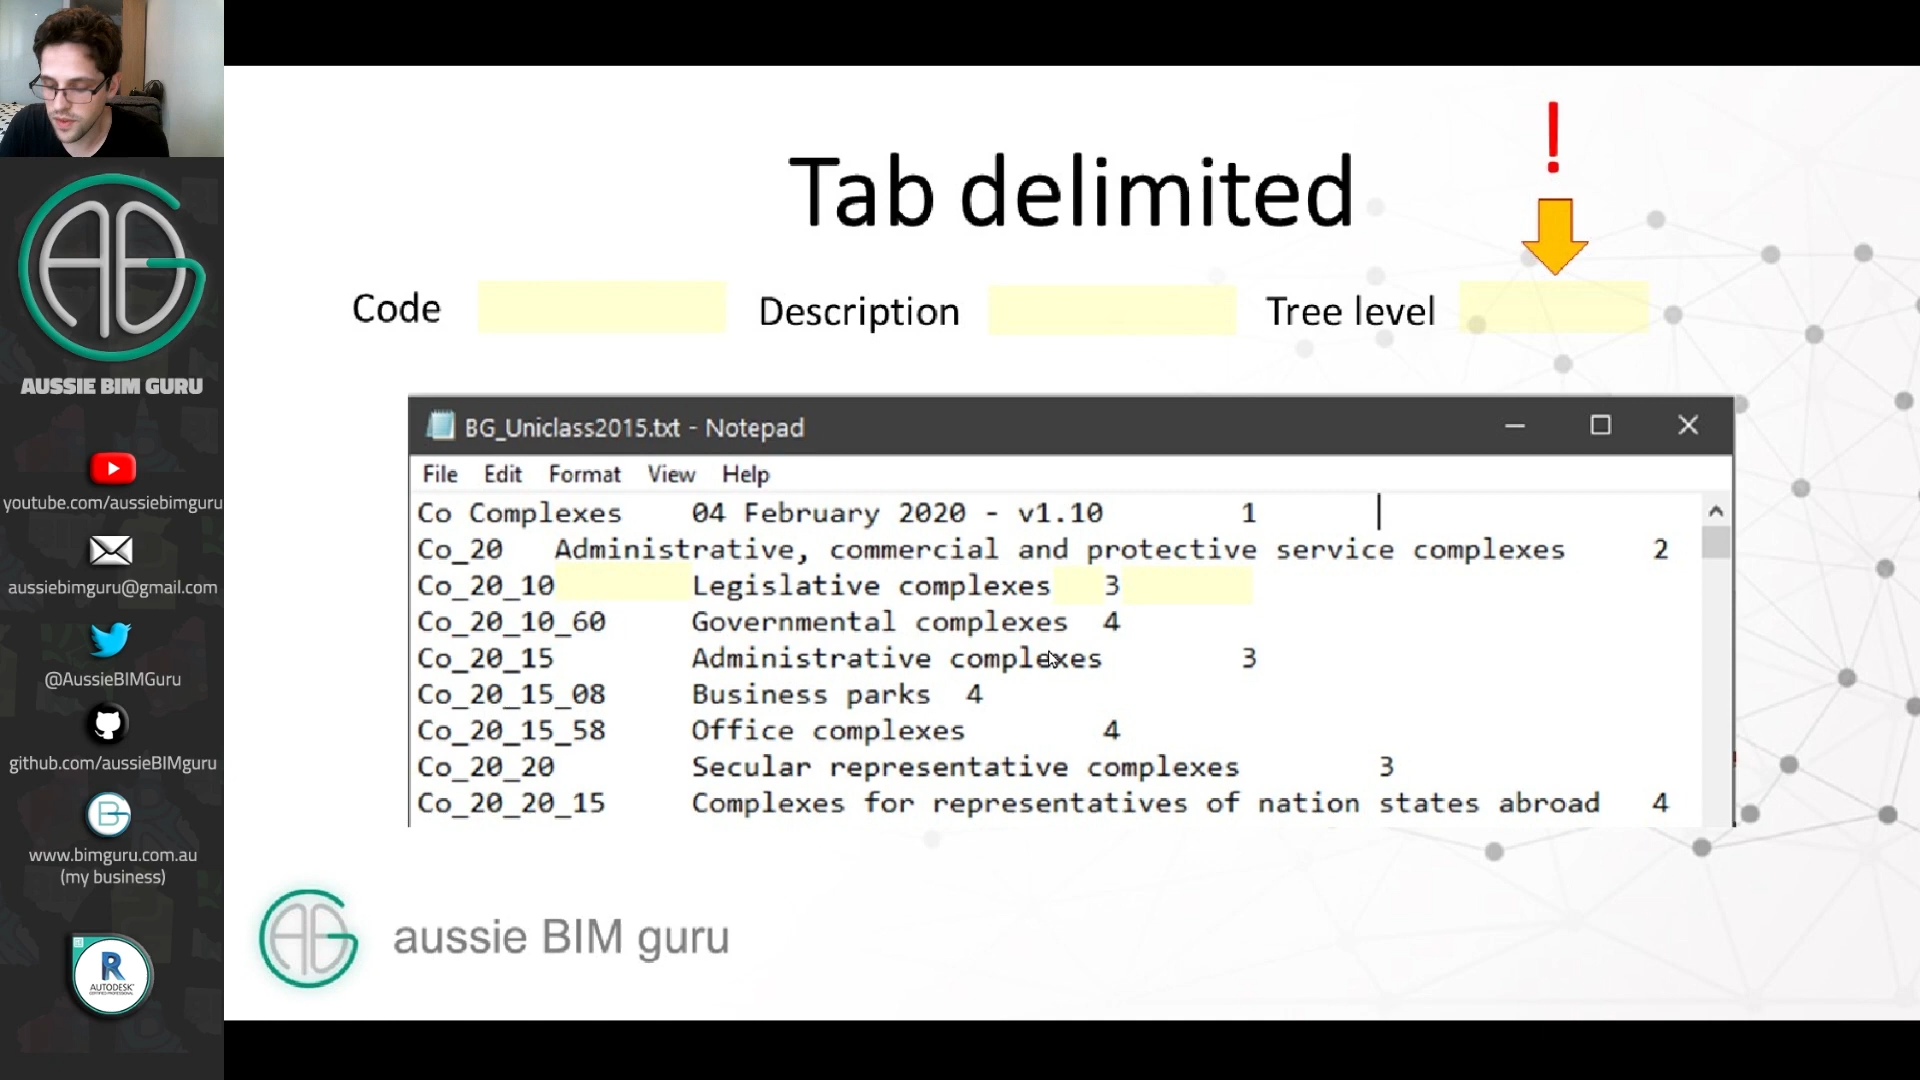 AUSSIE BIM GURU
youtube.com/aussiebimguru
aussiebimguru@gmail.com
@AussieBIMGuru
github.com/aussieBIMguru
www.bimguru.com.au
(my business)
R
AUTODESK
!
Tab delimited
Code Description Tree level
BG_Uniclass2015.txt - Notepad
File Edit Format View Help
Co Complexes 04 February 2020 - v1.10 1
Co_20 Administrative, commercial and protective service complexes 2
Co_20_10 Legislative complexes 3
Co_20_10_60 Governmental complexes 4
Co_20_15 Administrative complexes 3
Co_20_15_08 Business parks 4
Co_20_15_58 Office complexes 4
Co_20_20 Secular representative complexes 3
Co_20_20_15 Complexes for representatives of nation states abroad 4
aussie BIM guru